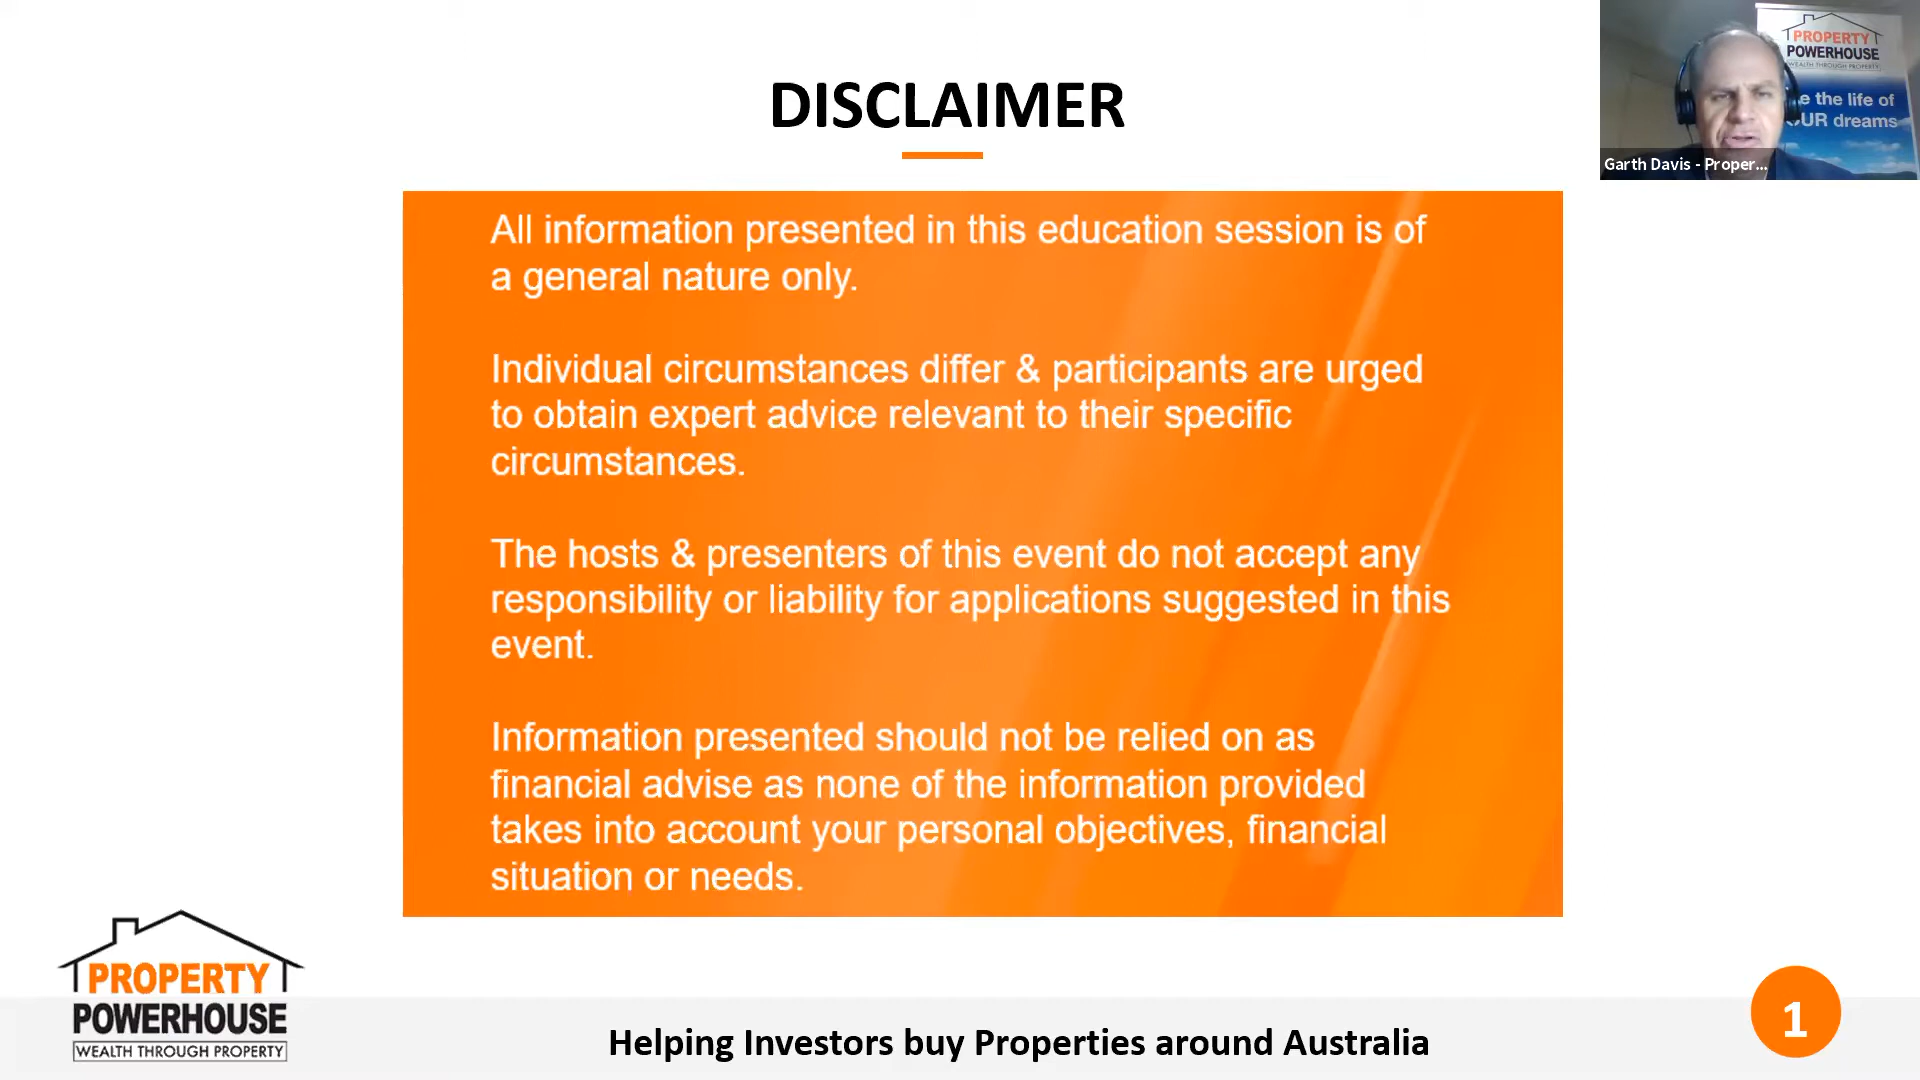 DISCLAIMER
PROPERTY
POWERHOUSE
WEALTH THROUGH PROPERTY
e the life of
OUR dreams
Garth Davis - Proper...
All information presented in this education session is of
a general nature only.
Individual circumstances differ & participants are urged
to obtain expert advice relevant to their specific
circumstances.
The hosts & presenters of this event do not accept any
responsibility or liability for applications suggested in this
event.
Information presented should not be relied on as
financial advise as none of the information provided
takes into account your personal objectives, financial
situation or needs.
PROPERTY
POWERHOUSE
WEALTH THROUGH PROPERTY
Helping Investors buy Properties around Australia
1